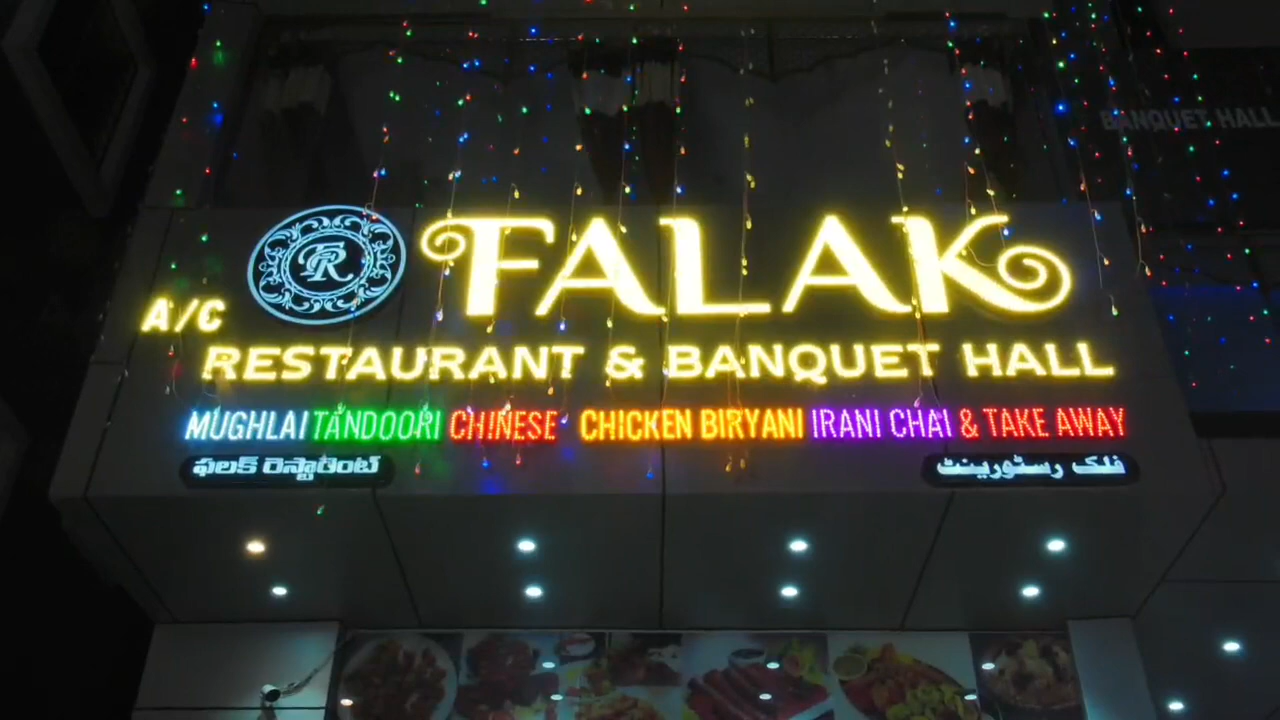 BANQUET HALL
FR
FALAK
A/C
RESTAURANT & BANQUET HALL
MUGHLAI TANDOORI CHINESE CHICKEN BIRYANI IRANI CHAI & TAKE AWAY
ఫలక్ రెస్టారెంట్
فلک رسٹورینٹ